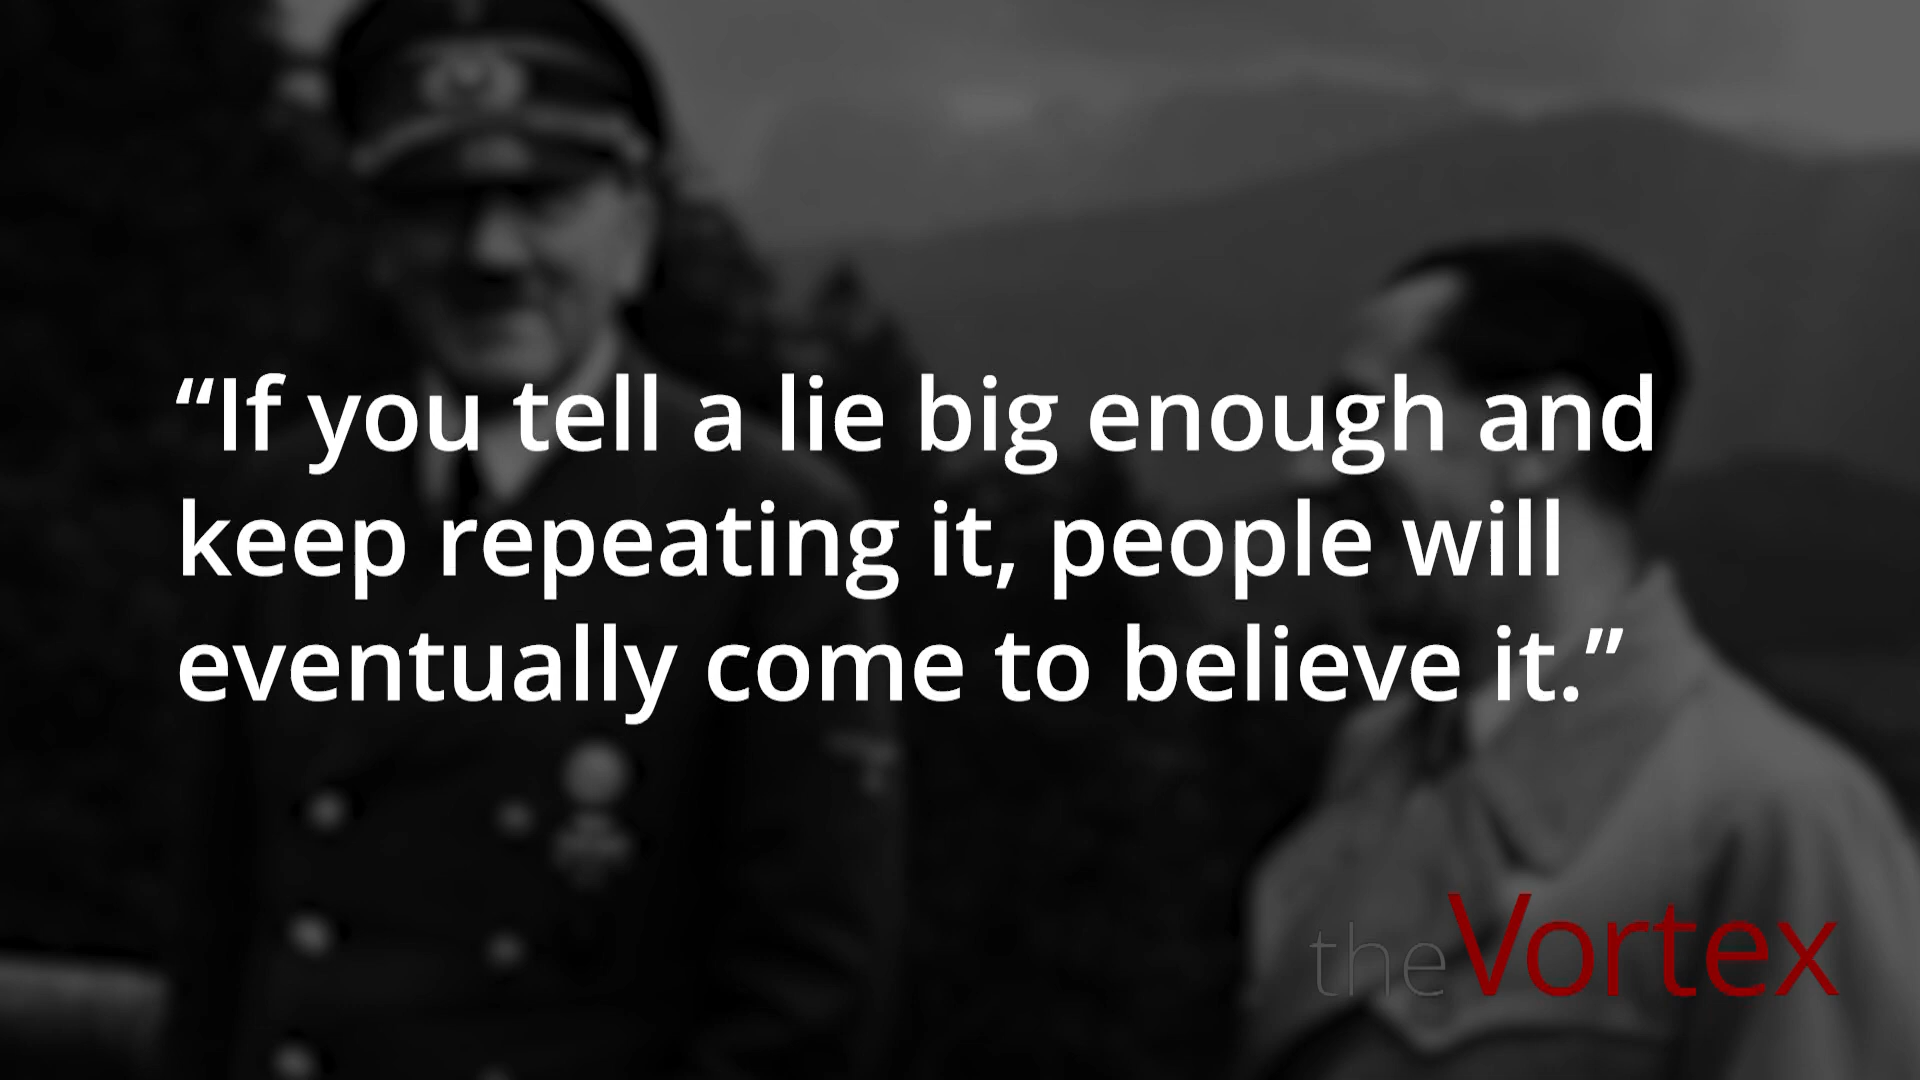 “If you tell a lie big enough and
keep repeating it, people will
eventually come to believe it.”
theVortex